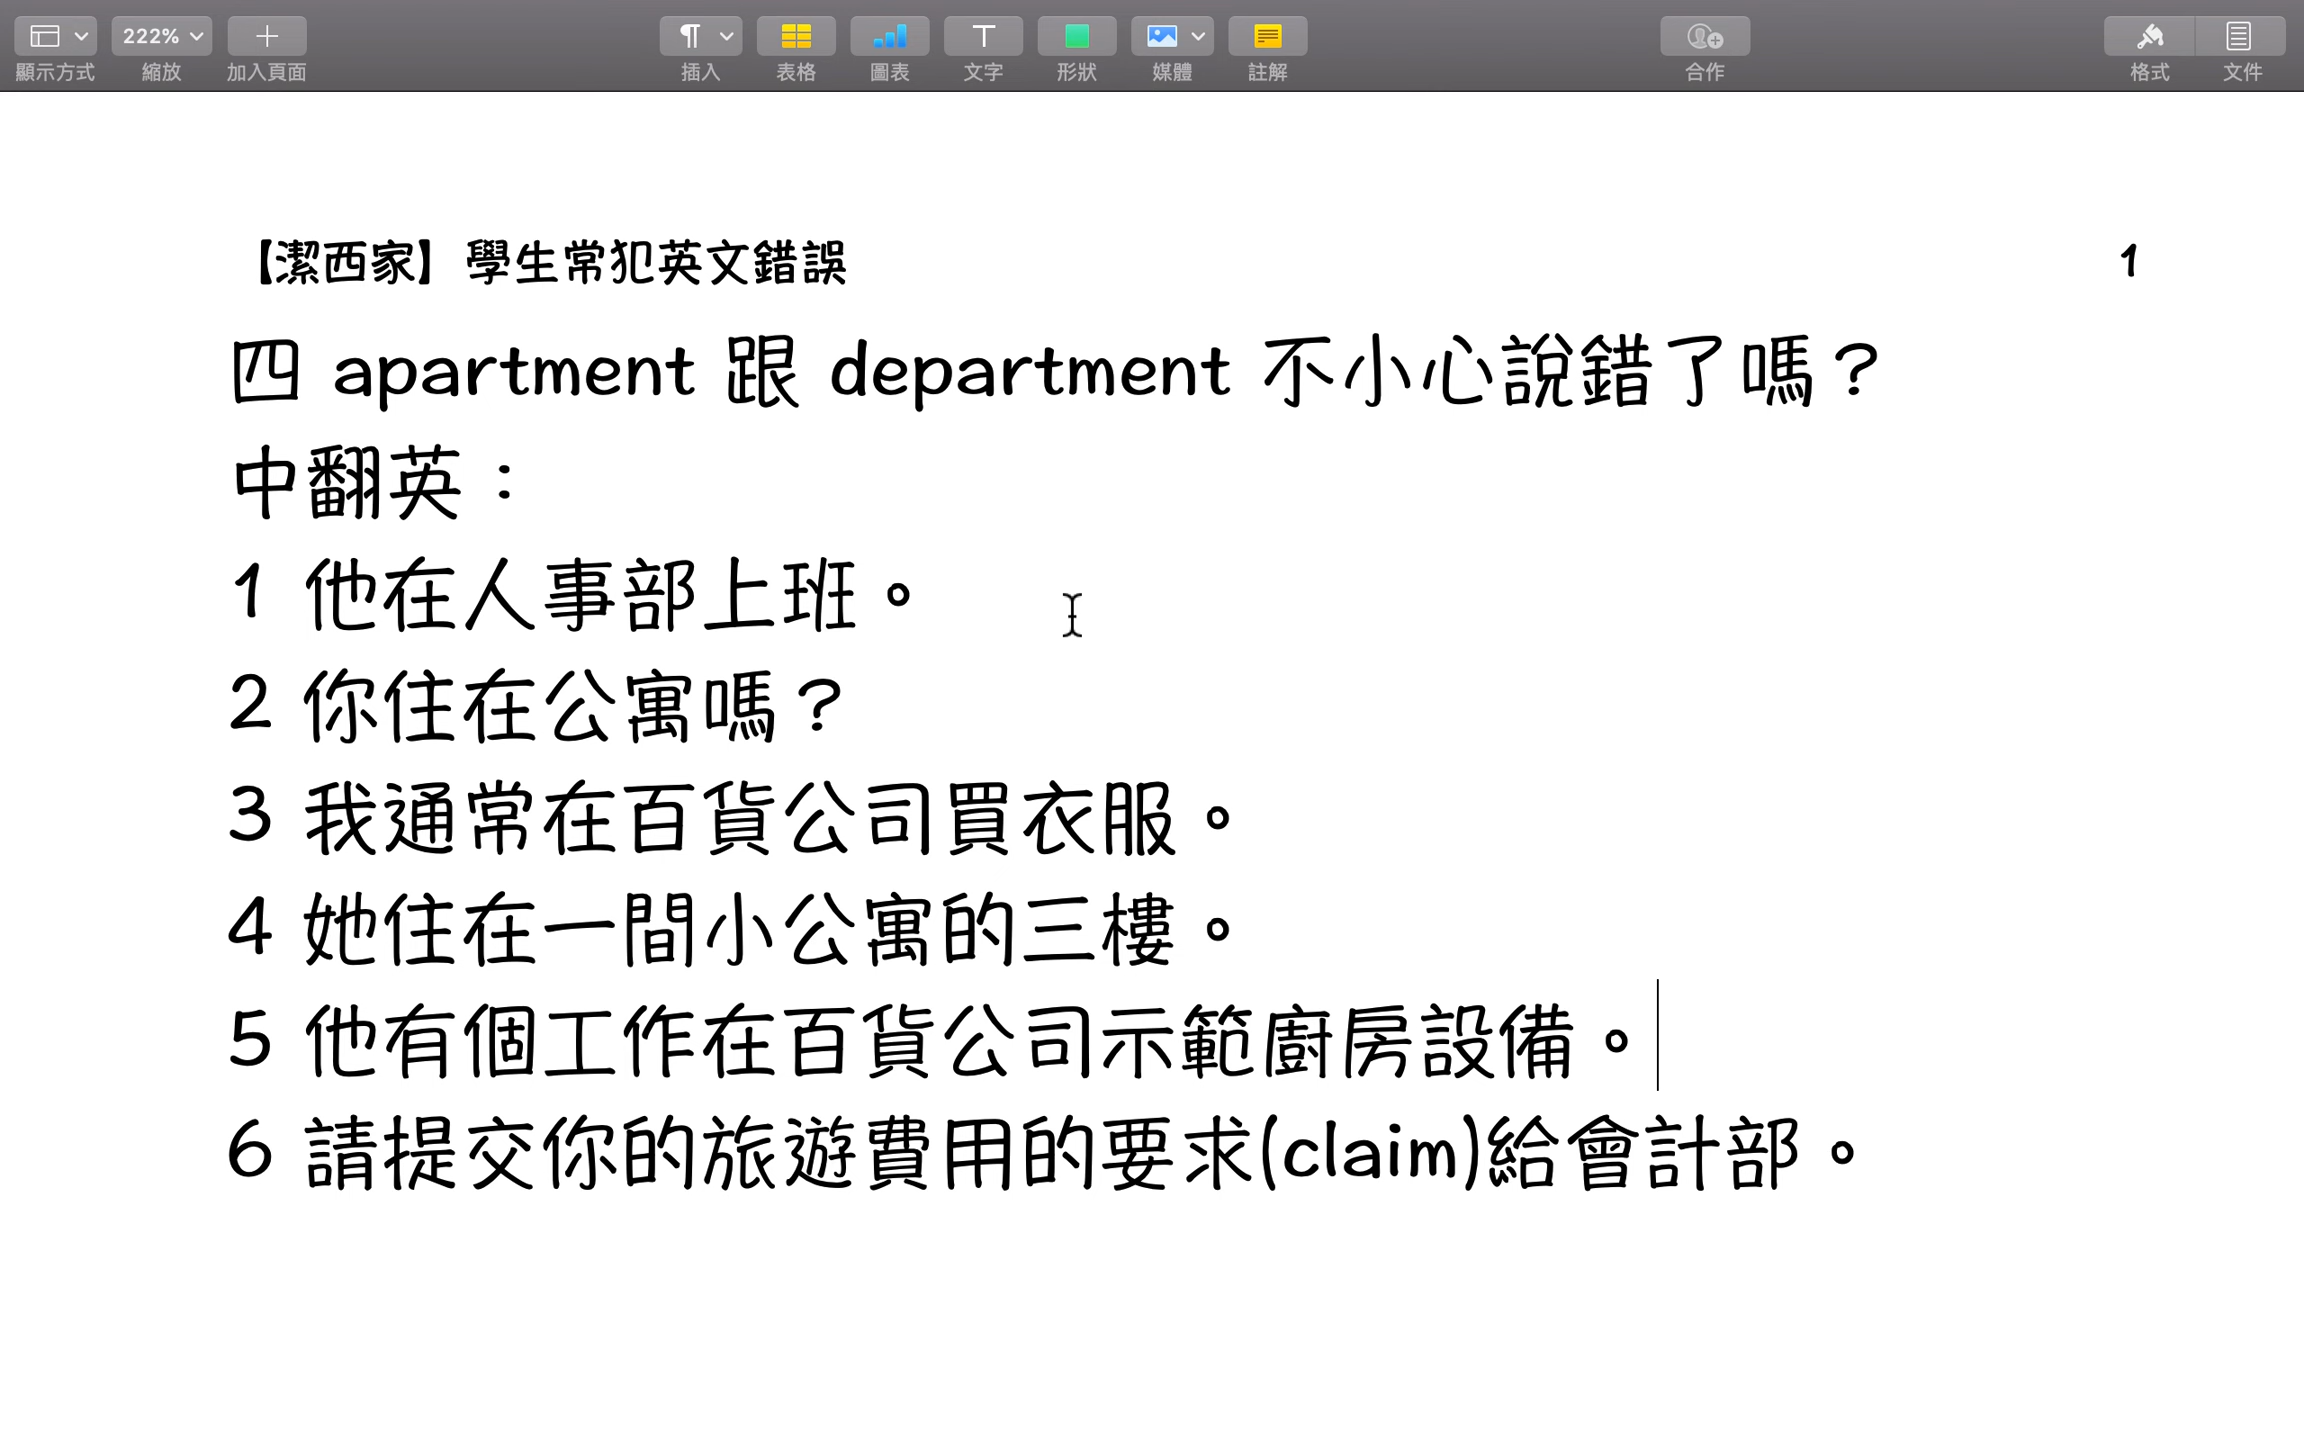 222%
顯示方式 縮放 加入頁面 插入 表格 圖表 文字 形狀 媒體 註解 合作 格式 文件
【潔西家】學生常犯英文錯誤 1
四 apartment 跟 department 不小心說錯了嗎？
中翻英：
1 他在人事部上班。
2 你住在公寓嗎？
3 我通常在百貨公司買衣服。
4 她住在一間小公寓的三樓。
5 他有個工作在百貨公司示範廚房設備。
6 請提交你的旅遊費用的要求(claim)給會計部。